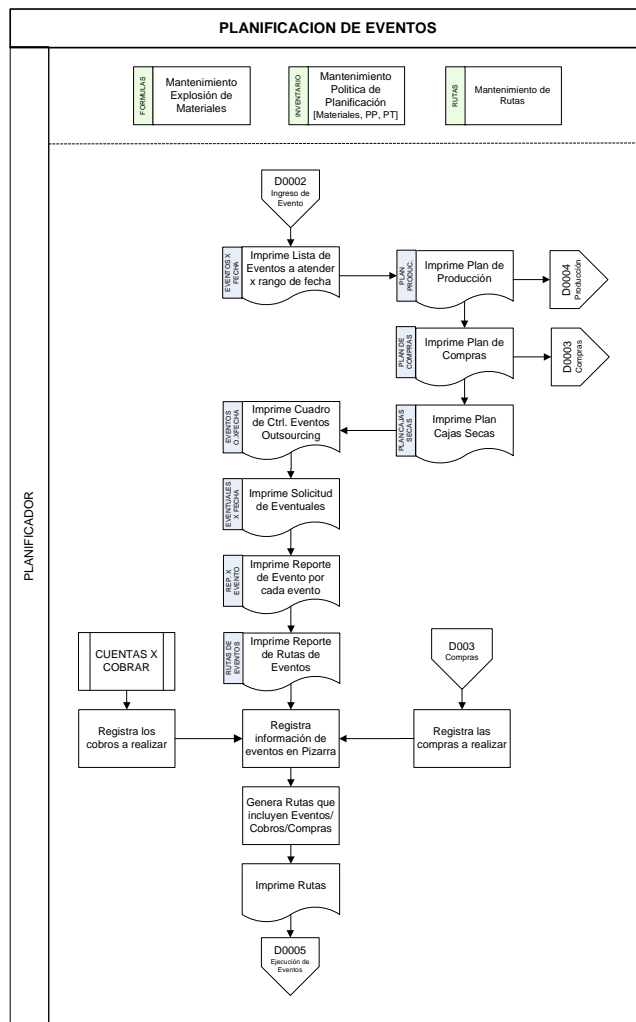 PLANIFICACION DE EVENTOS
PLANIFICADOR
FORMULAS
Mantenimiento
Explosión de
Materiales
INVENTARIO
Mantenimiento
Politica de
Planificación
[Materiales, PP, PT]
RUTAS
Mantenimiento de
Rutas
D0002
Ingreso de
Evento
EVENTOS X
FECHA
Imprime Lista de
Eventos a atender
x rango de fecha
PLAN
PRODUC.
Imprime Plan de
Producción
D0004
Producción
PLAN DE
COMPRAS
Imprime Plan de
Compras
D0003
Compras
EVENTOS
O.XFECHA
Imprime Cuadro
de Ctrl. Eventos
Outsourcing
PLAN CAJAS
SECAS
Imprime Plan
Cajas Secas
EVENTUALES
X FECHA
Imprime Solicitud
de Eventuales
REP. X
EVENTO
Imprime Reporte
de Evento por
cada evento
RUTAS DE
EVENTOS
Imprime Reporte
de Rutas de
Eventos
CUENTAS X
COBRAR
D003
Compras
Registra los
cobros a realizar
Registra
información de
eventos en Pizarra
Registra las
compras a realizar
Genera Rutas que
incluyen Eventos/
Cobros/Compras
Imprime Rutas
D0005
Ejecución de
Eventos